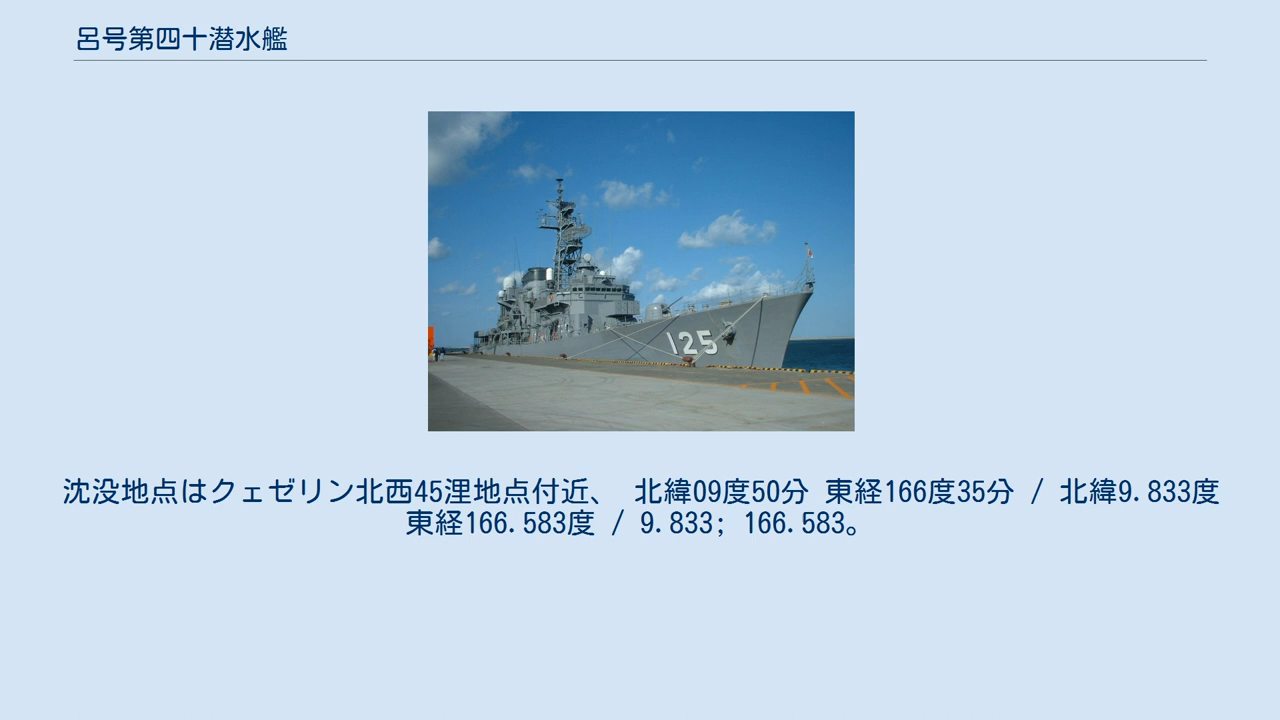 呂号第四十潜水艦
125
沈没地点はクェゼリン北西45浬地点付近、 北緯09度50分 東経166度35分 / 北緯9.833度
東経166.583度 / 9.833; 166.583。